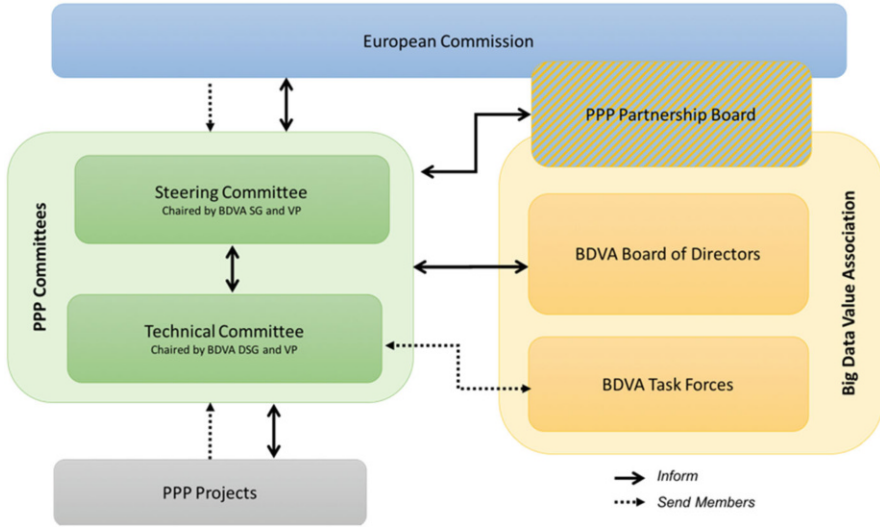 European Commission
PPP Partnership Board
PPP Committees
Steering Committee
Chaired by BDVA SG and VP
Technical Committee
Chaired by BDVA DSG and VP
BDVA Board of Directors
BDVA Task Forces
Big Data Value Association
PPP Projects
Inform
Send Members